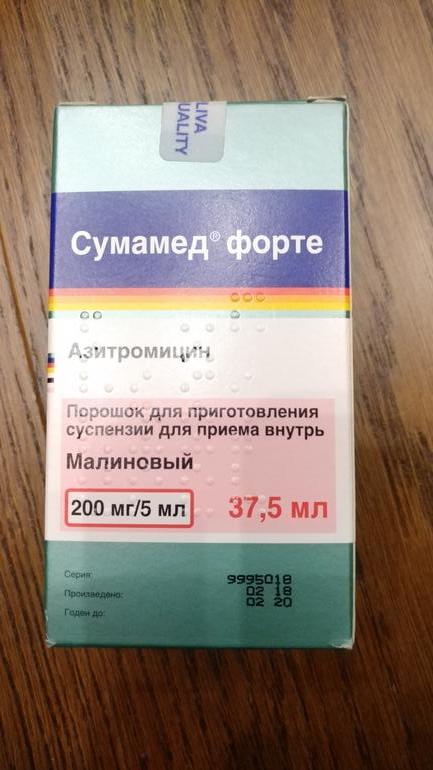 LIVA
UALITY
Сумамед® форте
Азитромицин
Порошок для приготовления
суспензии для приема внутрь
Малиновый
200 мг/5 мл 37,5 мл
Серия: 9995018
Произведено: 02 18
Годен до: 02 20